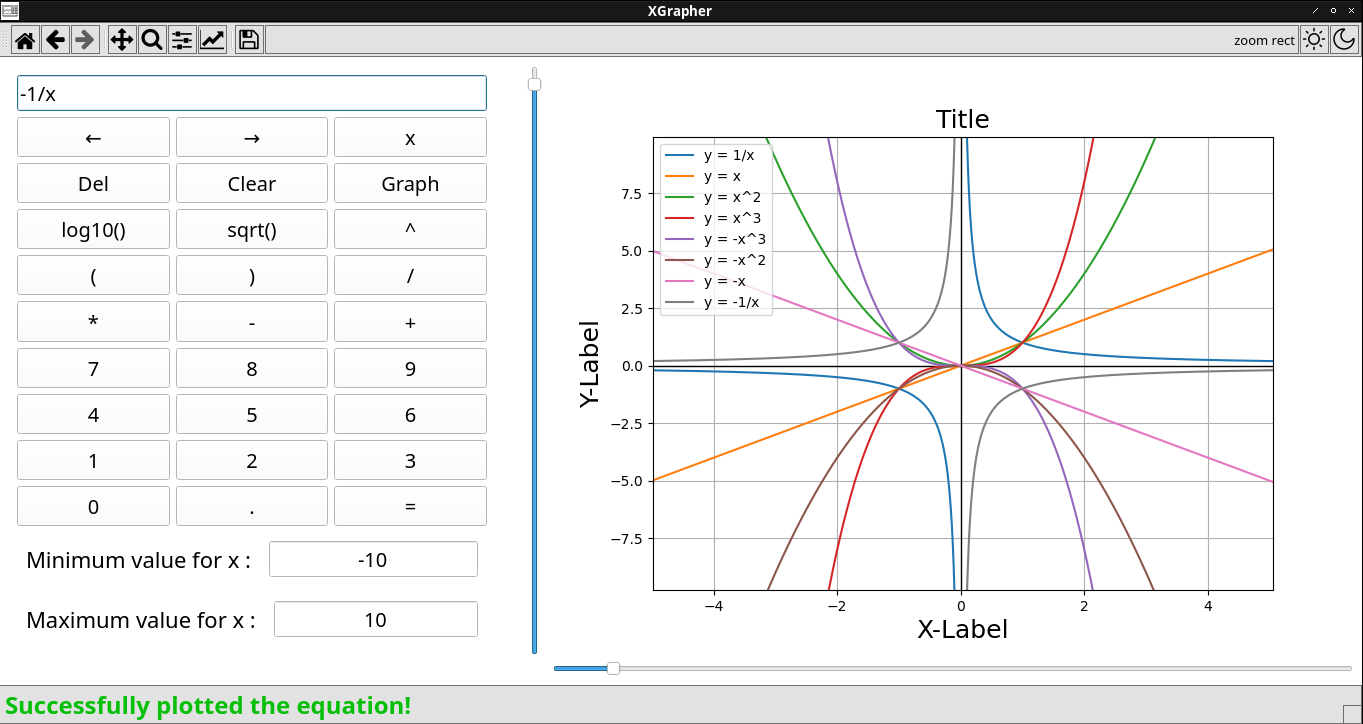 XGrapher
zoom rect
-1/x
← → x
Del Clear Graph
log10() sqrt() ^
( ) /
* - +
7 8 9
4 5 6
1 2 3
0 . =
Minimum value for x : -10
Maximum value for x : 10
Title
y = 1/x
y = x
y = x^2
y = x^3
y = -x^3
y = -x^2
y = -x
y = -1/x
Y-Label
7.5
5.0
2.5
0.0
−2.5
−5.0
−7.5
−4 −2 0 2 4
X-Label
Successfully plotted the equation!